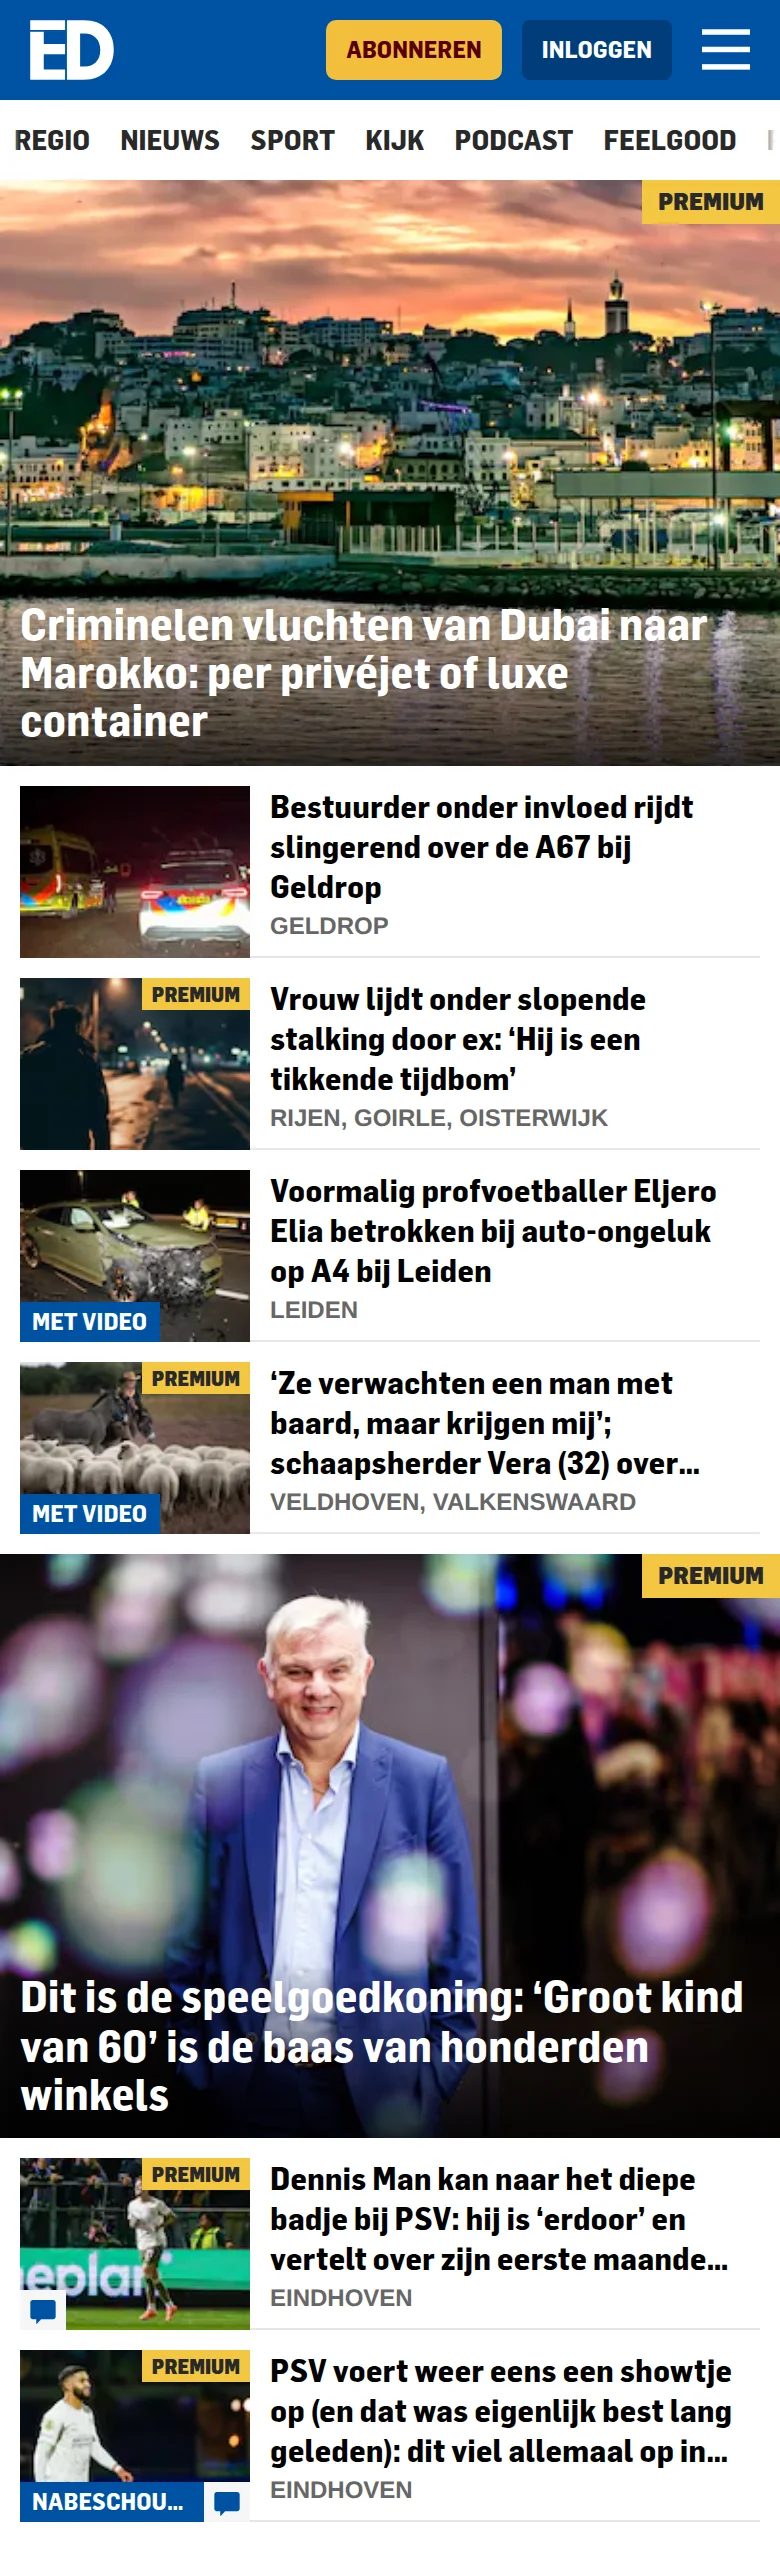 ED
ABONNEREN
INLOGGEN
REGIO NIEUWS SPORT KIJK PODCAST FEELGOOD
PREMIUM
Criminelen vluchten van Dubai naar
Marokko: per privéjet of luxe
container
Bestuurder onder invloed rijdt
slingerend over de A67 bij
Geldrop
GELDROP
PREMIUM
Vrouw lijdt onder slopende
stalking door ex: ‘Hij is een
tikkende tijdbom’
RIJEN, GOIRLE, OISTERWIJK
MET VIDEO
Voormalig profvoetballer Eljero
Elia betrokken bij auto-ongeluk
op A4 bij Leiden
LEIDEN
PREMIUM
MET VIDEO
‘Ze verwachten een man met
baard, maar krijgen mij’;
schaapsherder Vera (32) over...
VELDHOVEN, VALKENSWAARD
PREMIUM
Dit is de speelgoedkoning: ‘Groot kind
van 60’ is de baas van honderden
winkels
PREMIUM
eplan
Dennis Man kan naar het diepe
badje bij PSV: hij is ‘erdoor’ en
vertelt over zijn eerste maande...
EINDHOVEN
PREMIUM
NABESCHOU...
PSV voert weer eens een showtje
op (en dat was eigenlijk best lang
geleden): dit viel allemaal op in...
EINDHOVEN